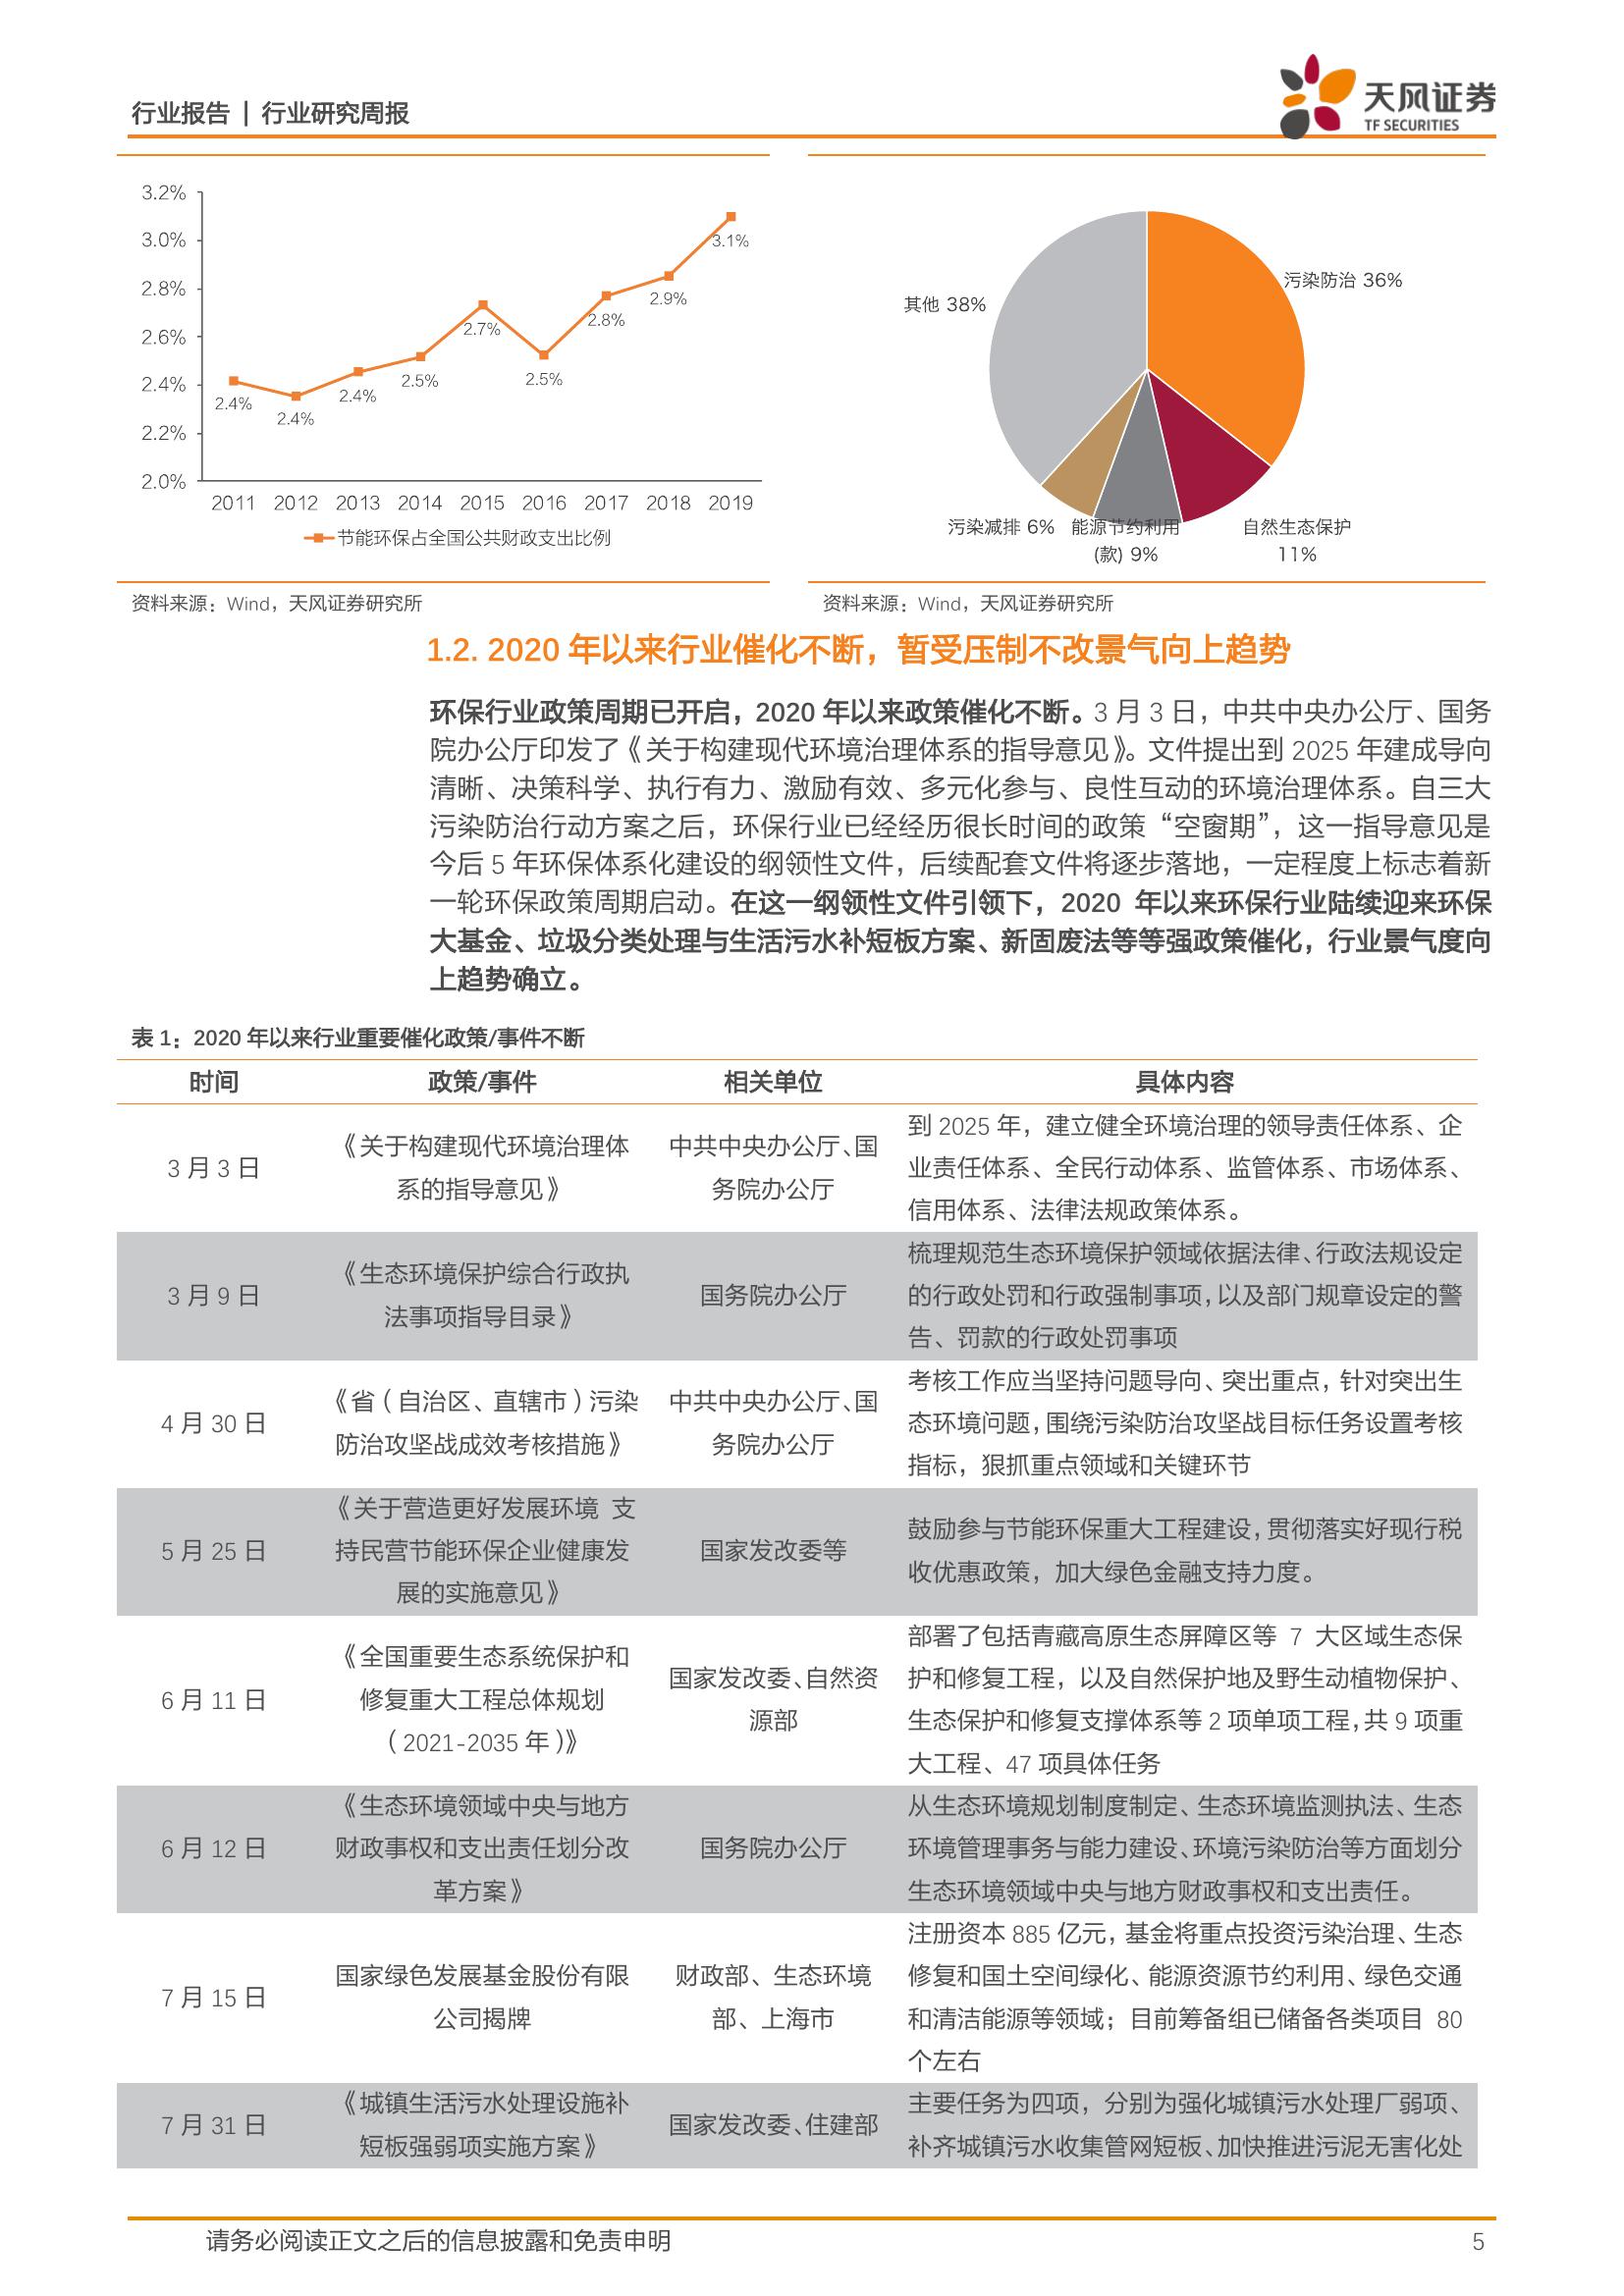 行业报告 | 行业研究周报
天风证券
TF SECURITIES
3.2%
3.0%
2.8%
2.6%
2.4%
2.2%
2.0%
2.4%
2.4%
2.4%
2.5%
2.7%
2.5%
2.8%
2.9%
3.1%
2011 2012 2013 2014 2015 2016 2017 2018 2019
节能环保占全国公共财政支出比例
污染防治 36%
其他 38%
污染减排 6%
能源节约利用
(款) 9%
自然生态保护
11%
资料来源：Wind，天风证券研究所
资料来源：Wind，天风证券研究所
1.2. 2020 年以来行业催化不断，暂受压制不改景气向上趋势
环保行业政策周期已开启，2020 年以来政策催化不断。3 月 3 日，中共中央办公厅、国务
院办公厅印发了《关于构建现代环境治理体系的指导意见》。文件提出到 2025 年建成导向
清晰、决策科学、执行有力、激励有效、多元化参与、良性互动的环境治理体系。自三大
污染防治行动方案之后，环保行业已经经历很长时间的政策“空窗期”，这一指导意见是
今后 5 年环保体系化建设的纲领性文件，后续配套文件将逐步落地，一定程度上标志着新
一轮环保政策周期启动。在这一纲领性文件引领下，2020 年以来环保行业陆续迎来环保
大基金、垃圾分类处理与生活污水补短板方案、新固废法等等强政策催化，行业景气度向
上趋势确立。
表 1：2020 年以来行业重要催化政策/事件不断
时间 政策/事件 相关单位 具体内容
3 月 3 日
《关于构建现代环境治理体
系的指导意见》
中共中央办公厅、国
务院办公厅
到 2025 年，建立健全环境治理的领导责任体系、企
业责任体系、全民行动体系、监管体系、市场体系、
信用体系、法律法规政策体系。
3 月 9 日
《生态环境保护综合行政执
法事项指导目录》
国务院办公厅
梳理规范生态环境保护领域依据法律、行政法规设定
的行政处罚和行政强制事项，以及部门规章设定的警
告、罚款的行政处罚事项
4 月 30 日
《省（自治区、直辖市）污染
防治攻坚战成效考核措施》
中共中央办公厅、国
务院办公厅
考核工作应当坚持问题导向、突出重点，针对突出生
态环境问题，围绕污染防治攻坚战目标任务设置考核
指标，狠抓重点领域和关键环节
5 月 25 日
《关于营造更好发展环境 支
持民营节能环保企业健康发
展的实施意见》
国家发改委等
鼓励参与节能环保重大工程建设，贯彻落实好现行税
收优惠政策，加大绿色金融支持力度。
6 月 11 日
《全国重要生态系统保护和
修复重大工程总体规划
（2021-2035 年）》
国家发改委、自然资
源部
部署了包括青藏高原生态屏障区等 7 大区域生态保
护和修复工程，以及自然保护地及野生动植物保护、
生态保护和修复支撑体系等 2 项单项工程，共 9 项重
大工程、47 项具体任务
6 月 12 日
《生态环境领域中央与地方
财政事权和支出责任划分改
革方案》
国务院办公厅
从生态环境规划制度制定、生态环境监测执法、生态
环境管理事务与能力建设、环境污染防治等方面划分
生态环境领域中央与地方财政事权和支出责任。
7 月 15 日
国家绿色发展基金股份有限
公司揭牌
财政部、生态环境
部、上海市
注册资本 885 亿元，基金将重点投资污染治理、生态
修复和国土空间绿化、能源资源节约利用、绿色交通
和清洁能源等领域；目前筹备组已储备各类项目 80
个左右
7 月 31 日
《城镇生活污水处理设施补
短板强弱项实施方案》
国家发改委、住建部
主要任务为四项，分别为强化城镇污水处理厂弱项、
补齐城镇污水收集管网短板、加快推进污泥无害化处
请务必阅读正文之后的信息披露和免责申明
5